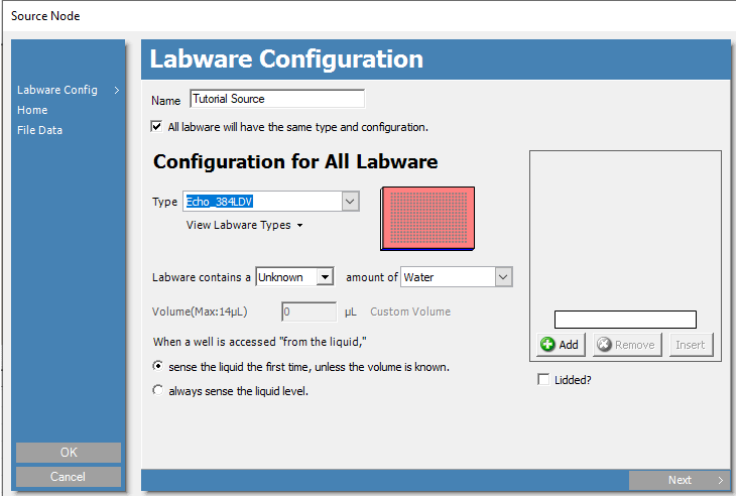 Source Node
Labware Config >
Home
File Data
OK
Cancel
Labware Configuration
Name Tutorial Source
All labware will have the same type and configuration.
Configuration for All Labware
Type Echo_384LDV
View Labware Types
Labware contains a Unknown amount of Water
Volume(Max:14µL) 0 µL Custom Volume
When a well is accessed "from the liquid,"
sense the liquid the first time, unless the volume is known.
always sense the liquid level.
Add Remove Insert
Lidded?
Next >